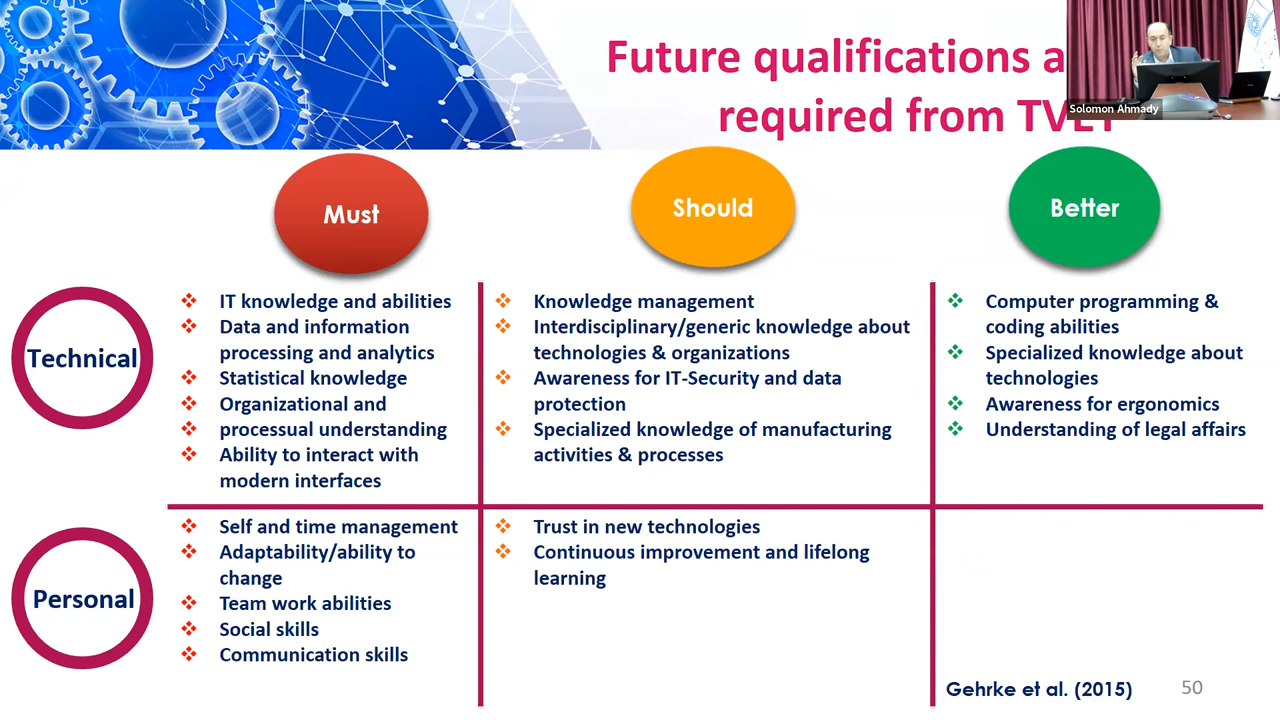 Future qualifications a
required from TVET
Solomon Ahmady
Must
Should
Better
Technical
IT knowledge and abilities
Data and information
processing and analytics
Statistical knowledge
Organizational and
processual understanding
Ability to interact with
modern interfaces
Knowledge management
Interdisciplinary/generic knowledge about
technologies & organizations
Awareness for IT-Security and data
protection
Specialized knowledge of manufacturing
activities & processes
Computer programming &
coding abilities
Specialized knowledge about
technologies
Awareness for ergonomics
Understanding of legal affairs
Personal
Self and time management
Adaptability/ability to
change
Team work abilities
Social skills
Communication skills
Trust in new technologies
Continuous improvement and lifelong
learning
Gehrke et al. (2015)
50